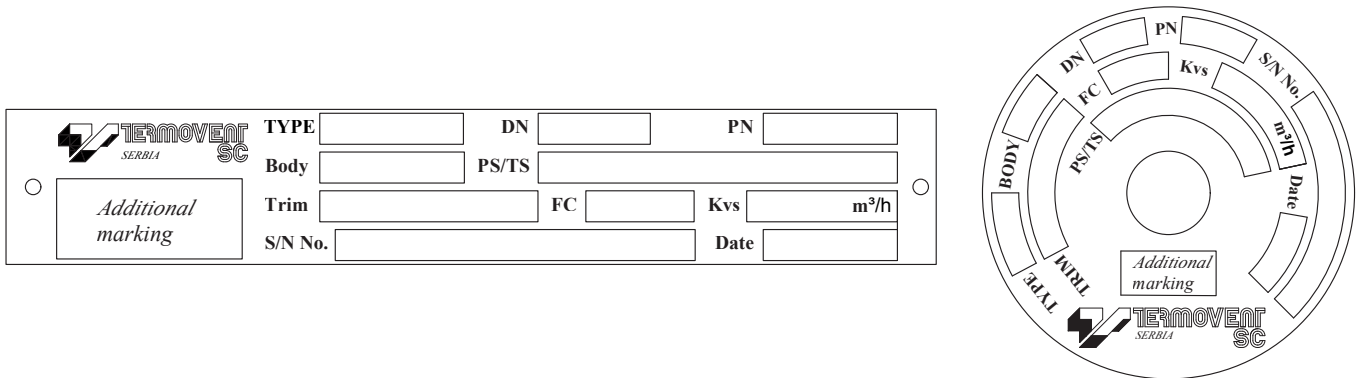 TERMOVENT
SC
SERBIA
TYPE DN PN
Body PS/TS
Trim FC Kvs m³/h
S/N No. Date
Additional
marking
TYPE
BODY
DN
PN
S/N No.
TRIM
FC
Kvs
m³/h
PS/TS
Date
Additional
marking
TERMOVENT
SC
SERBIA